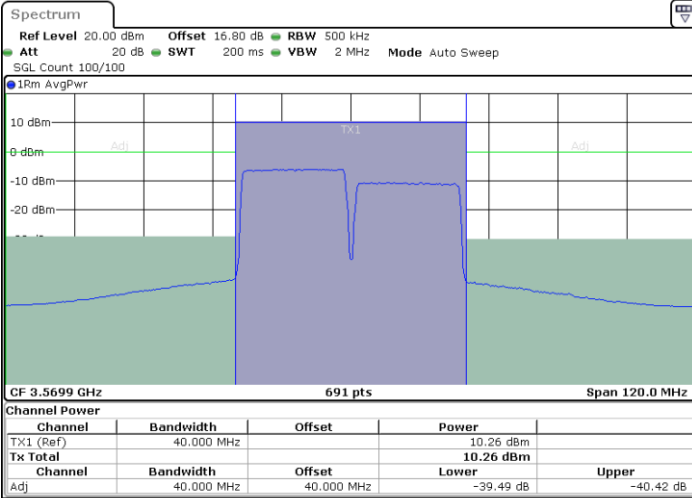 Spectrum
Ref Level 20.00 dBm Offset 16.80 dB RBW 500 kHz
Att 20 dB SWT 200 ms VBW 2 MHz Mode Auto Sweep
SGL Count 100/100
1Rm AvgPwr
10 dBm
TX1
Adj
Adj
0 dBm
-10 dBm
-20 dBm
CF 3.5699 GHz 691 pts Span 120.0 MHz
Channel Power
Channel Bandwidth Offset Power
TX1 (Ref) 40.000 MHz 10.26 dBm
Tx Total 10.26 dBm
Channel Bandwidth Offset Lower Upper
Adj 40.000 MHz 40.000 MHz -39.49 dB -40.42 dB